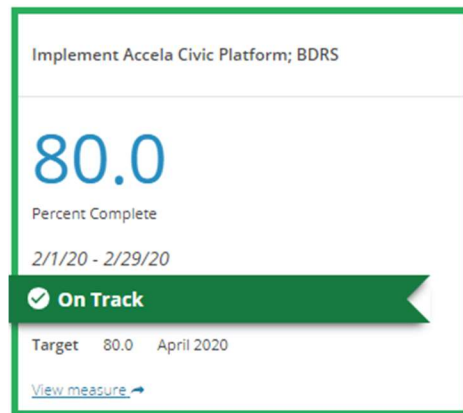 Implement Accela Civic Platform; BDRS
80.0
Percent Complete
2/1/20 - 2/29/20
On Track
Target 80.0 April 2020
View measure